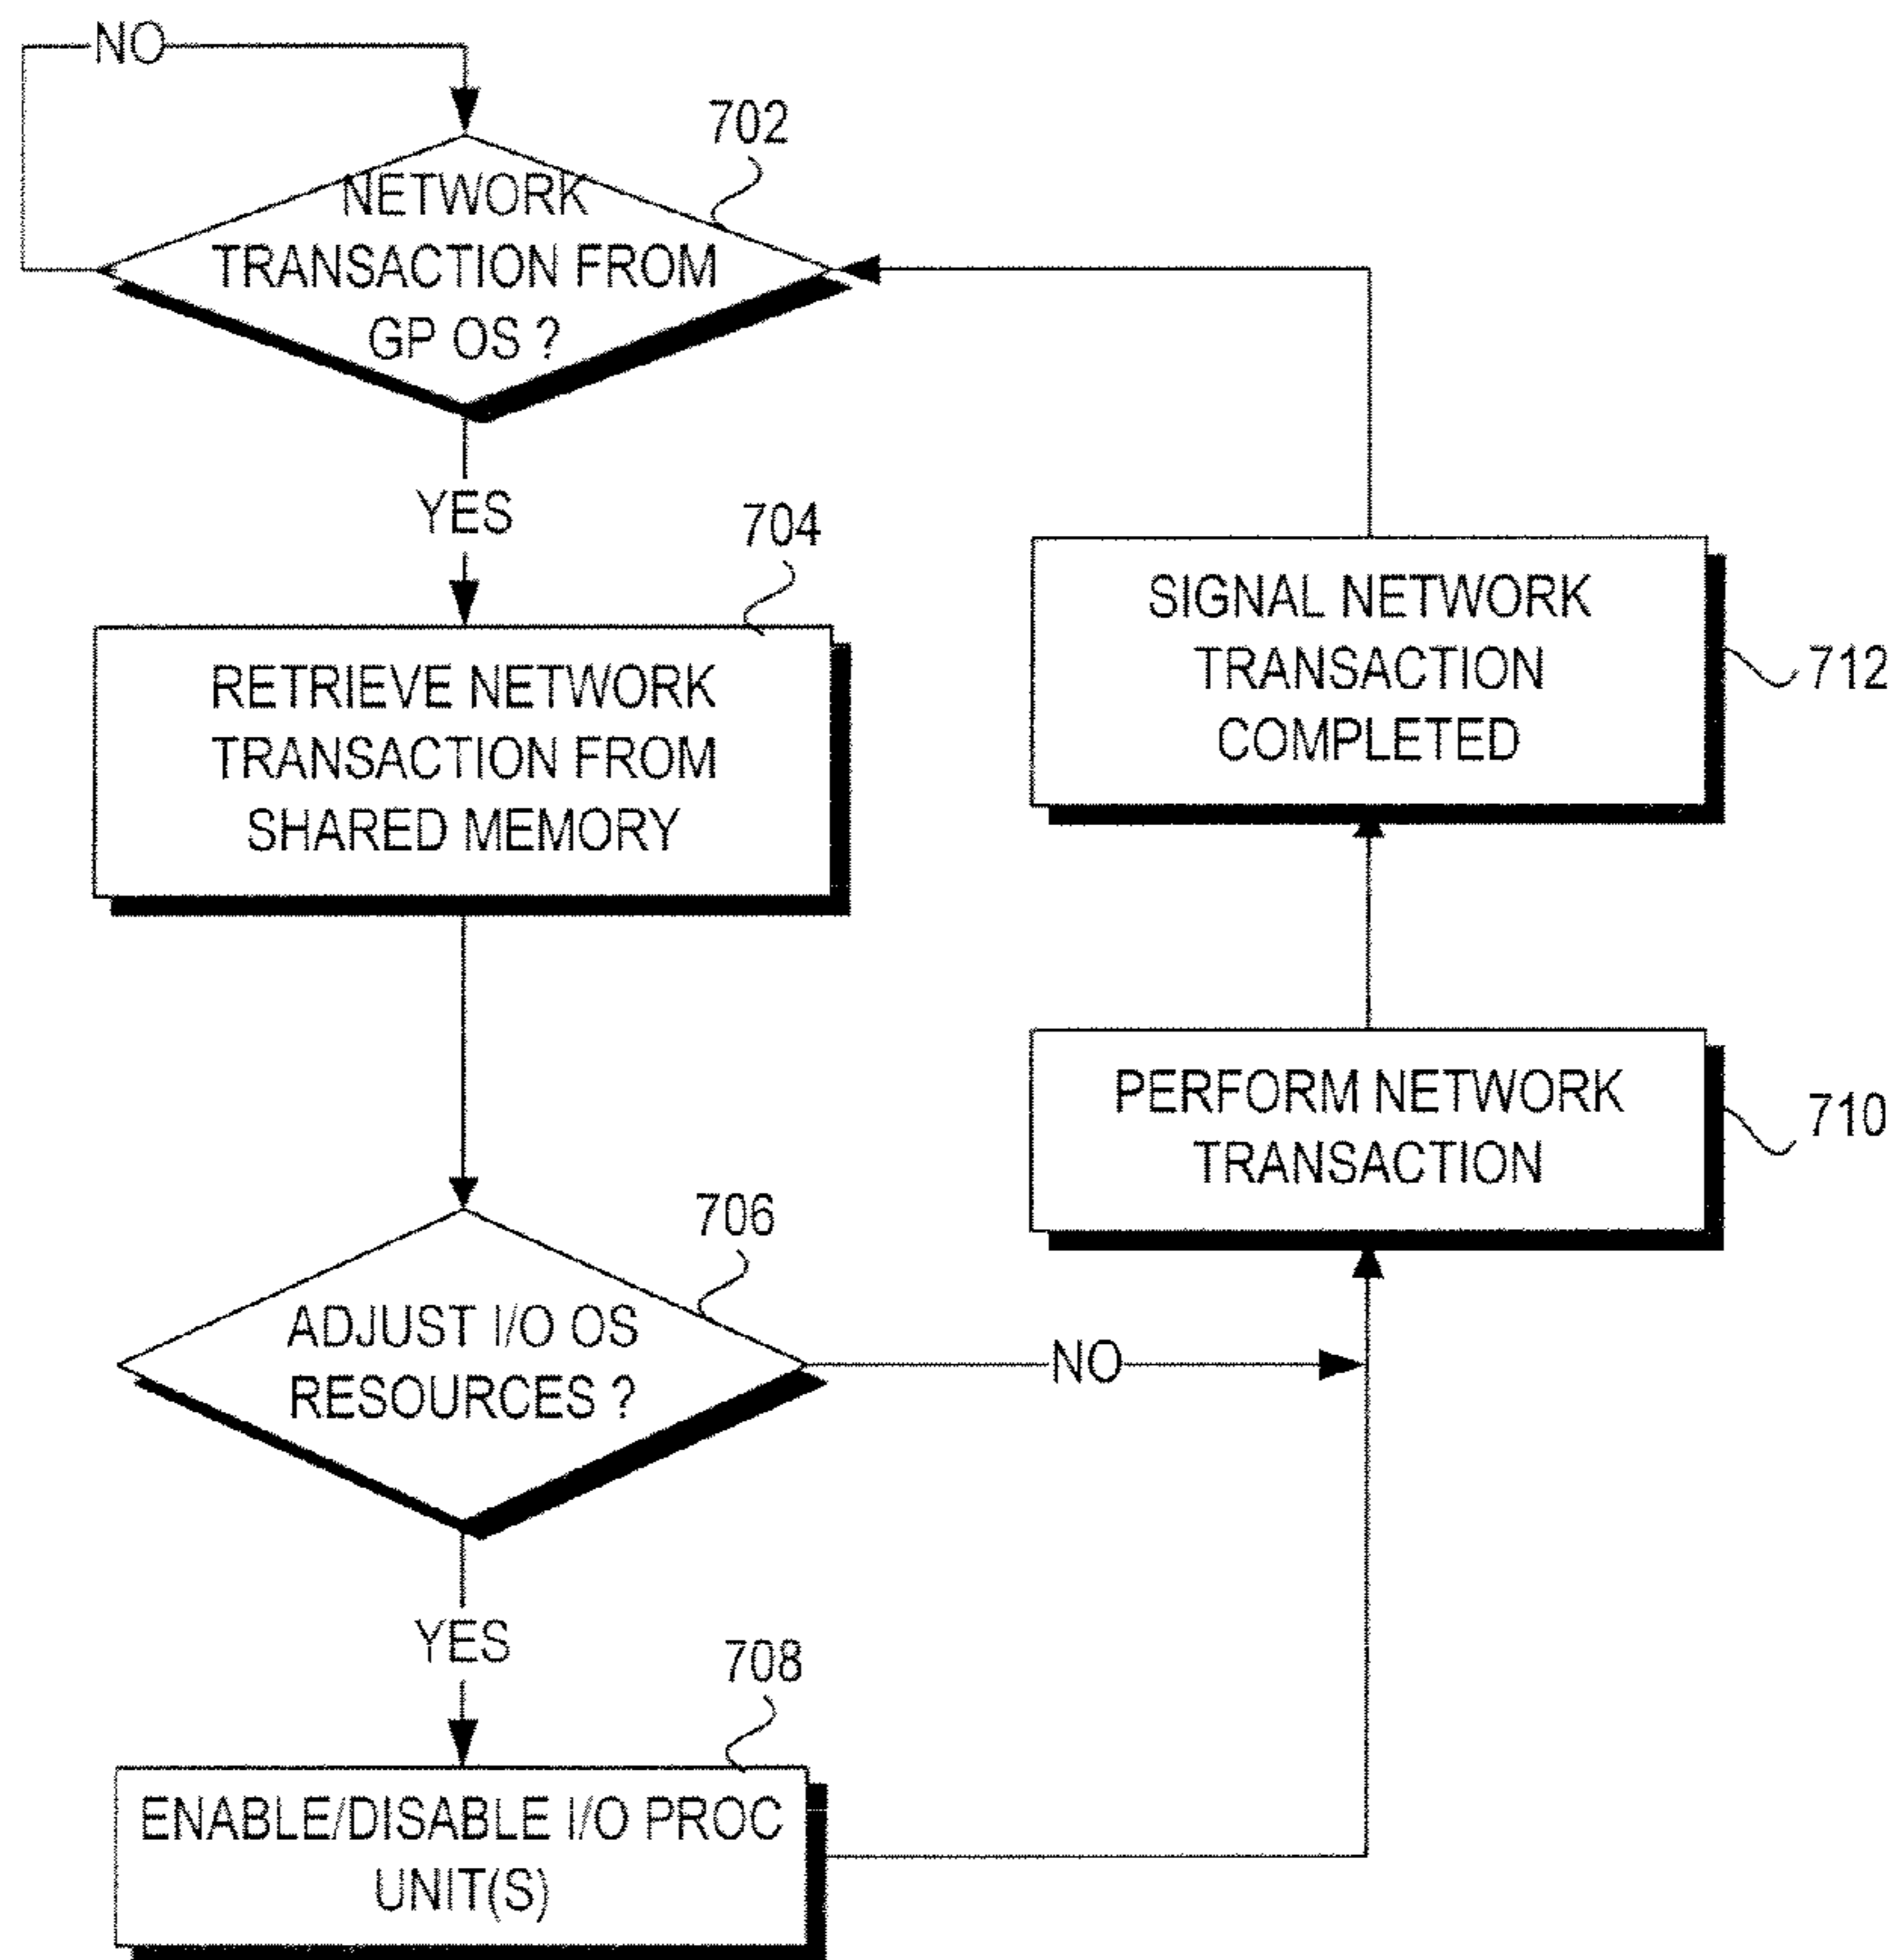 NO
702
NETWORK
TRANSACTION FROM
GP OS ?
YES
704
RETRIEVE NETWORK
TRANSACTION FROM
SHARED MEMORY
706
ADJUST I/O OS
RESOURCES ?
NO
YES
708
ENABLE/DISABLE I/O PROC
UNIT(S)
PERFORM NETWORK
TRANSACTION
710
SIGNAL NETWORK
TRANSACTION
COMPLETED
712